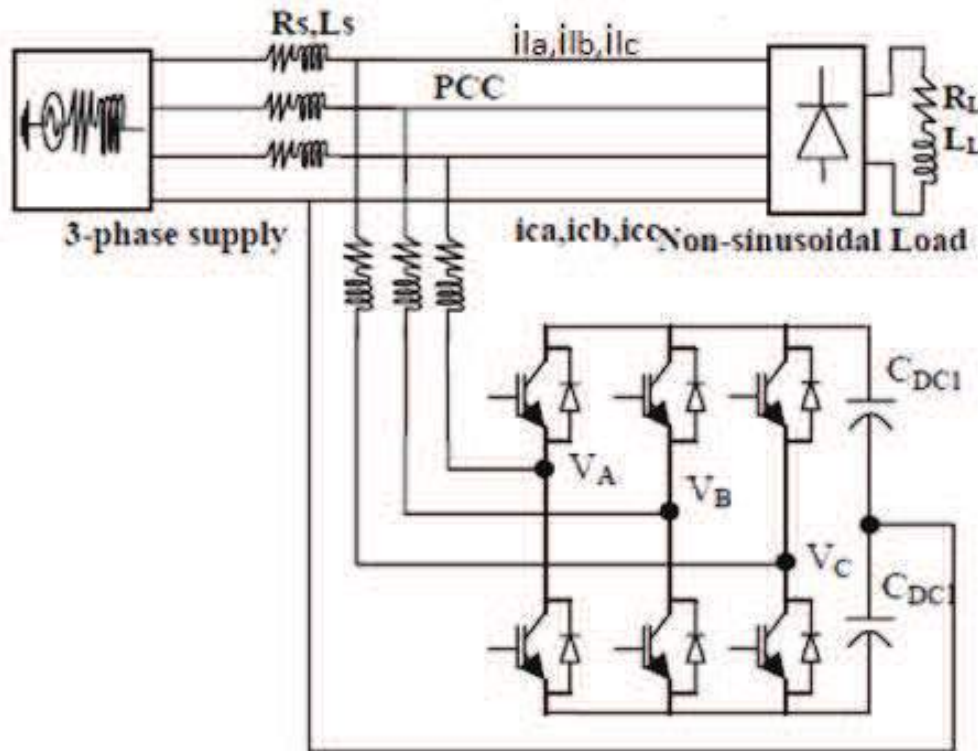 Rs,Ls
ila,ilb,ilc
PCC
RL
LL
3-phase supply
ica,icb,icc
Non-sinusoidal Load
CDC1
VA
VB
VC
CDC1